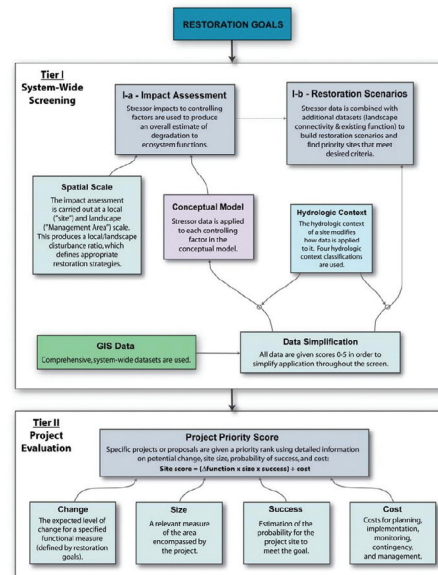 RESTORATION GOALS
Tier I
System-Wide
Screening
I-a - Impact Assessment
Stressor impacts to controlling
factors are used to produce
an overall estimate of
degradation to
ecosystem functions.
I-b - Restoration Scenarios
Stressor data is combined with
additional datasets (landscape
connectivity & existing function) to
build restoration scenarios and
find priority sites that meet
desired criteria.
Spatial Scale
The impact assessment
is carried out at a local
("site") and landscape
("Management Area") scale.
This produces a local/landscape
disturbance ratio, which
defines appropriate
restoration strategies.
Conceptual Model
Stressor data is applied
to each controlling
factor in the
conceptual model.
Hydrologic Context
The hydrologic context
of a site modifies
how data is applied
to it. Four hydrologic
context classifications
are used.
GIS Data
Comprehensive, system-wide datasets are used.
Data Simplification
All data are given scores 0-5 in order to
simplify application throughout the screen.
Tier II
Project
Evaluation
Project Priority Score
Specific projects or proposals are given a priority rank using detailed information
on potential change, site size, probability of success, and cost:
Site score = (Δfunction x size x success) ÷ cost
Change
The expected level of
change for a specified
functional measure
(defined by restoration
goals).
Size
A relevant measure
of the area
encompassed by
the project.
Success
Estimation of the
probability for the
project site to
meet the goal.
Cost
Costs for planning,
implementation,
monitoring,
contingency,
and management.